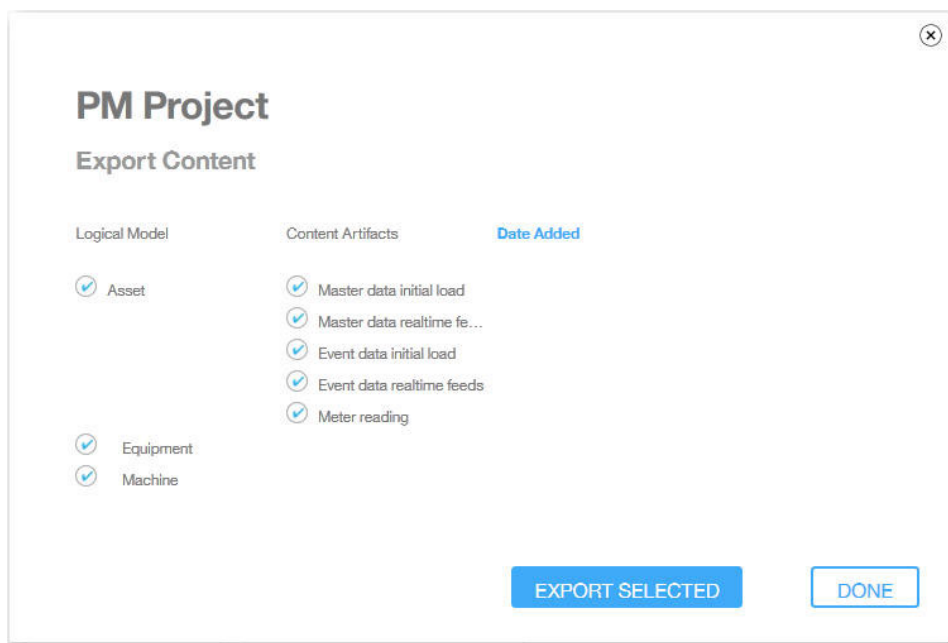 PM Project
Export Content
Logical Model Content Artifacts Date Added
Asset Master data initial load
Master data realtime fe...
Event data initial load
Event data realtime feeds
Meter reading
Equipment
Machine
EXPORT SELECTED DONE